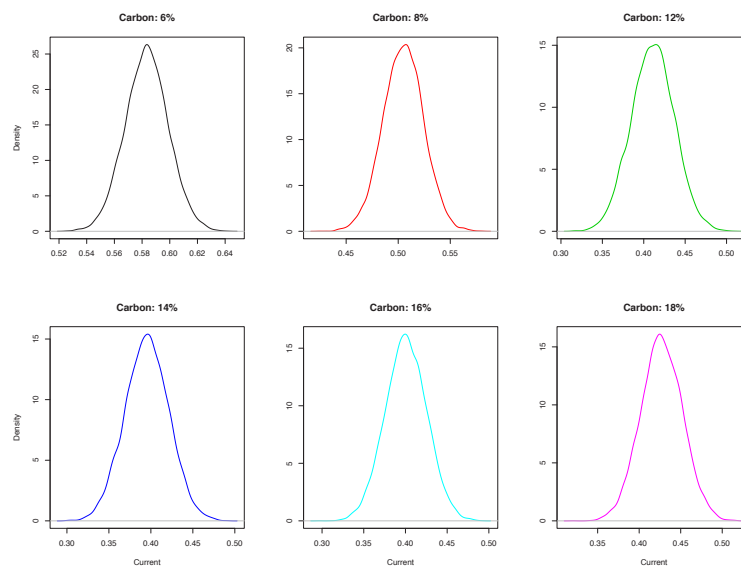 Carbon: 6%
Carbon: 8%
Carbon: 12%
Density
0 5 10 15 20 25
0 5 10 15 20
0 5 10 15
0.52 0.54 0.56 0.58 0.60 0.62 0.64
0.45 0.50 0.55
0.30 0.35 0.40 0.45 0.50
Carbon: 14%
Carbon: 16%
Carbon: 18%
Density
0 5 10 15
0 5 10 15
0 5 10 15
0.30 0.35 0.40 0.45 0.50
0.30 0.35 0.40 0.45 0.50
0.35 0.40 0.45 0.50
Current
Current
Current